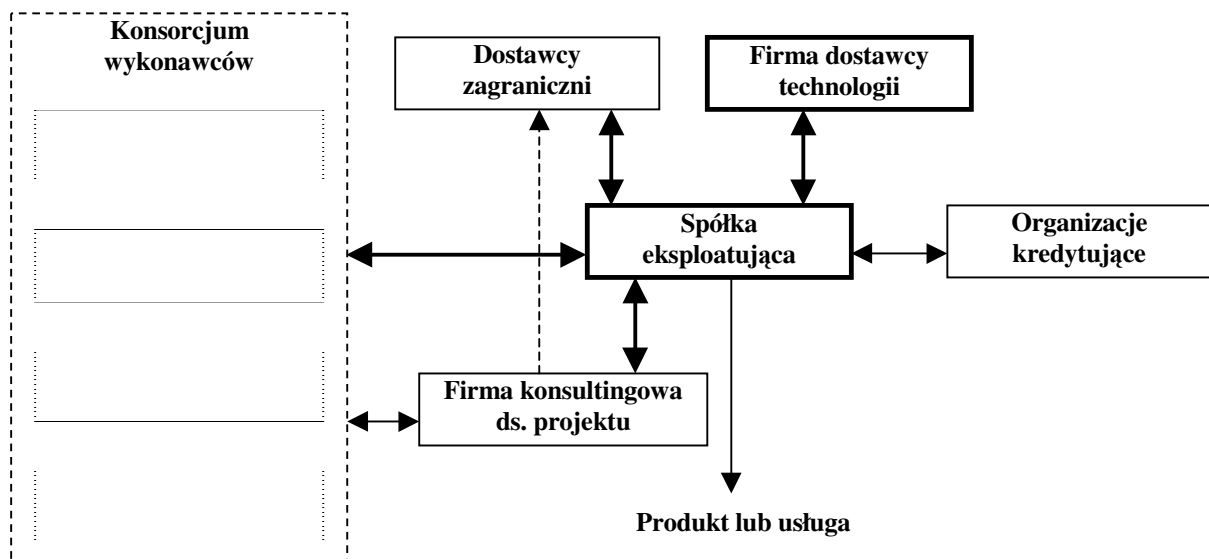 Konsorcjum
wykonawców
Dostawcy
zagraniczni
Firma dostawcy
technologii
Spółka
eksploatująca
Organizacje
kredytujące
Firma konsultingowa
ds. projektu
Produkt lub usługa